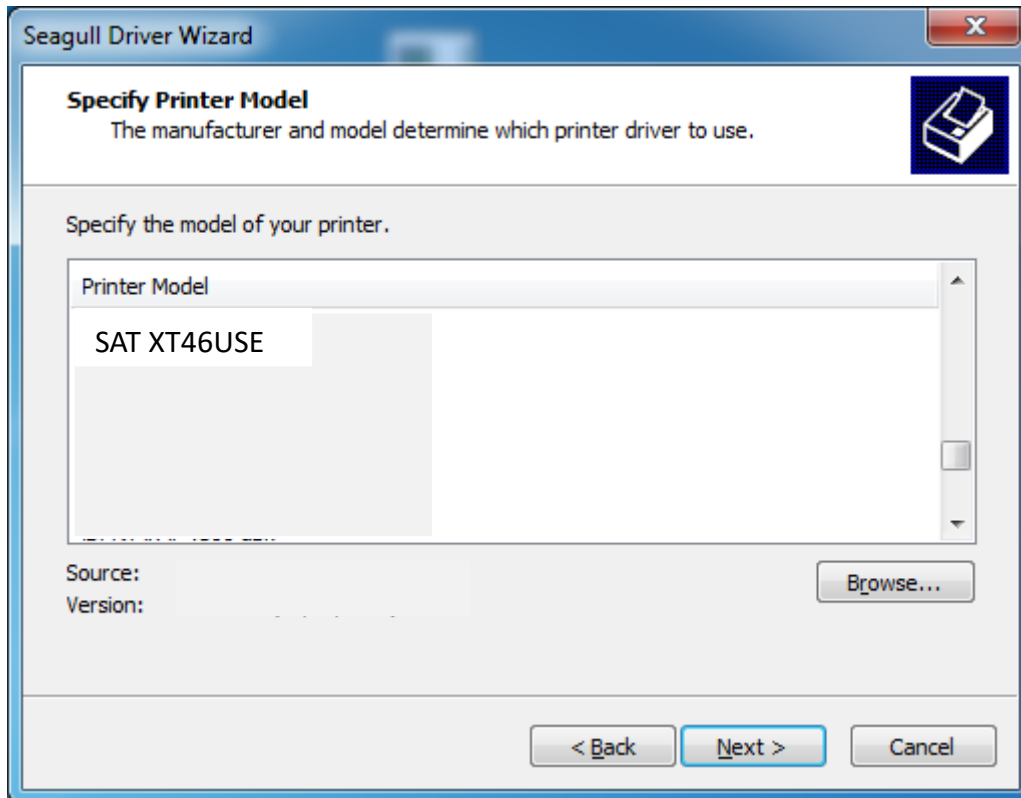 Seagull Driver Wizard
Specify Printer Model
The manufacturer and model determine which printer driver to use.
Specify the model of your printer.
Printer Model
SAT XT46USE
Source:
Browse...
Version:
< Back
Next >
Cancel